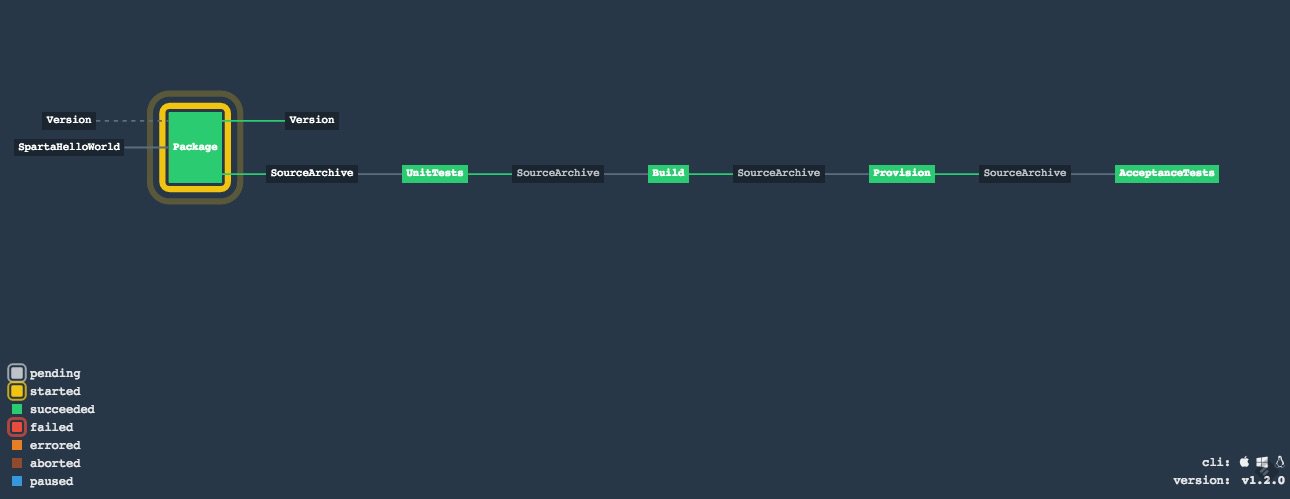 Version
Version
SpartaHelloWorld
Package
SourceArchive
UnitTests
SourceArchive
Build
SourceArchive
Provision
SourceArchive
AcceptanceTests
pending
started
succeeded
failed
errored
aborted
paused
cli:
version: v1.2.0